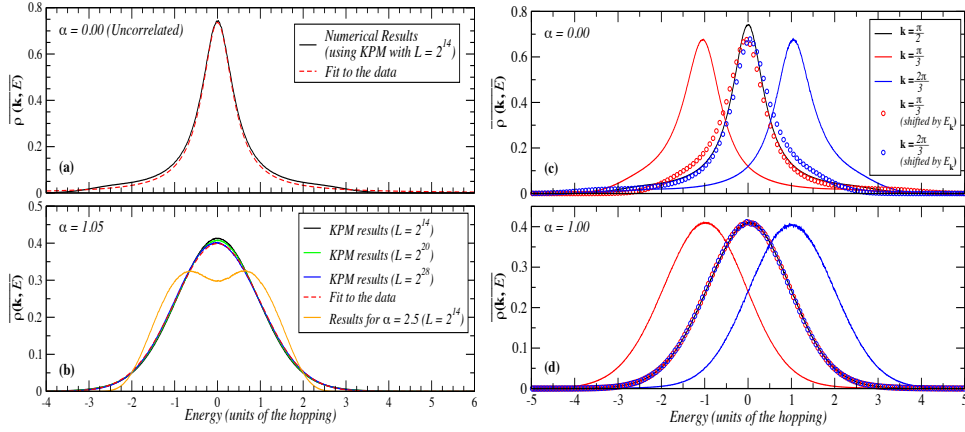 α = 0.00 (Uncorrelated)
Numerical Results
(using KPM with L = 2^14)
Fit to the data
ρ (k, E)
0.8
0.6
0.4
0.2
0
(a)
α = 1.05
KPM results (L = 2^14)
KPM results (L = 2^20)
KPM results (L = 2^28)
Fit to the data
Results for α = 2.5 (L = 2^14)
ρ (k, E)
0.5
0.4
0.3
0.2
0.1
0
(b)
-4 -3 -2 -1 0 1 2 3 4 5 6
Energy (units of the hopping)
α = 0.00
k = π/2
k = π/3
k = 2π/3
k = π/3
(shifted by E_k)
k = 2π/3
(shifted by E_k)
ρ (k, E)
0.8
0.6
0.4
0.2
0
(c)
α = 1.00
ρ(k, E)
0.4
0.3
0.2
0.1
0
(d)
-5 -4 -3 -2 -1 0 1 2 3 4 5
Energy (units of the hopping)